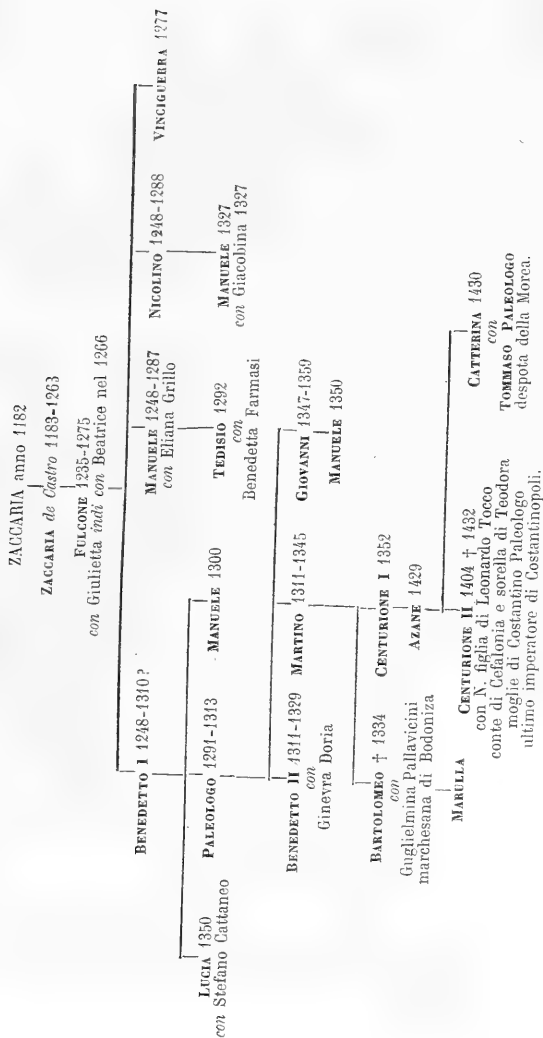 ZACCARIA anno 1182
ZACCARIA de Castro 1183-1263
FULCONE 1235-1275
con Giulietta indi con Beatrice nel 1266
BENEDETTO I 1248-1310?
MANUELE 1248-1287
con Eliana Grillo
NICOLINO 1248-1288
VINCIGUERRA 1277
LUCIA 1350
con Stefano Cattaneo
PALEOLOGO 1291-1313
MANUELE 1300
TEDISIO 1292
con
Benedetta Farmasi
MANUELE 1327
con Giacobina 1327
BENEDETTO II 1311-1329
con
Ginevra Doria
MARTINO 1311-1345
GIOVANNI 1347-1359
MANUELE 1350
BARTOLOMEO † 1334
con
Guglielmina Pallavicini
marchesana di Bodoniza
MARULLA
CENTURIONE I 1352
AZANE 1429
CENTURIONE II 1404 † 1432
con N. figlia di Leonardo Tocco
conte di Cefalonia e sorella di Teodora
moglie di Costantino Paleologo
ultimo imperatore di Costantinopoli.
CATTERINA 1430
con
TOMMASO PALEOLOGO
despota della Morea.